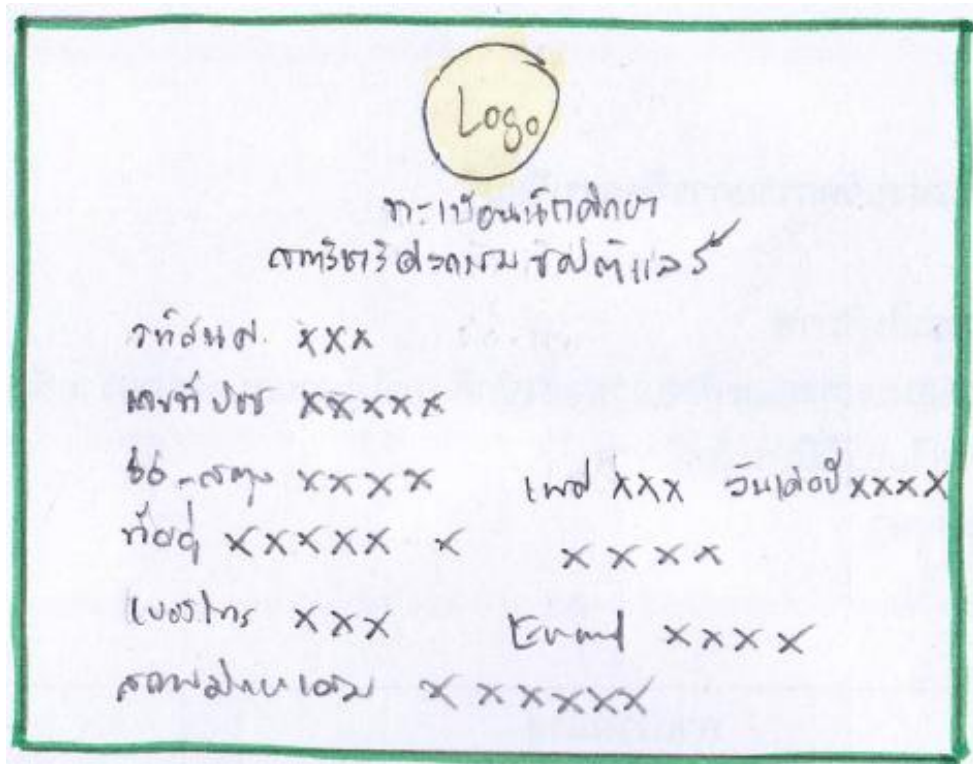 Logo
ทะเบียนนักศึกษา
สาขาวิชาวิศวกรรมซอฟต์แวร์
รหัสนศ. xxx
เลขที่ปชช xxxxx
ชื่อ-สกุล xxxx เพศ xxx วันเดือนปี xxxx
ที่อยู่ xxxxx x xxxx
เบอร์โทร xxx Email xxxx
xxxxxx